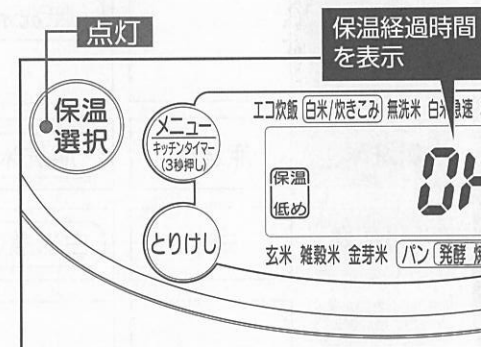 点灯
保温経過時間
を表示
保温
選択
メニュー
キッチンタイマー
(3秒押し)
とりけし
エコ炊飯 白米/炊きこみ 無洗米 白米急速
保温
低め
0H
玄米 雑穀米 金芽米 パン 発酵